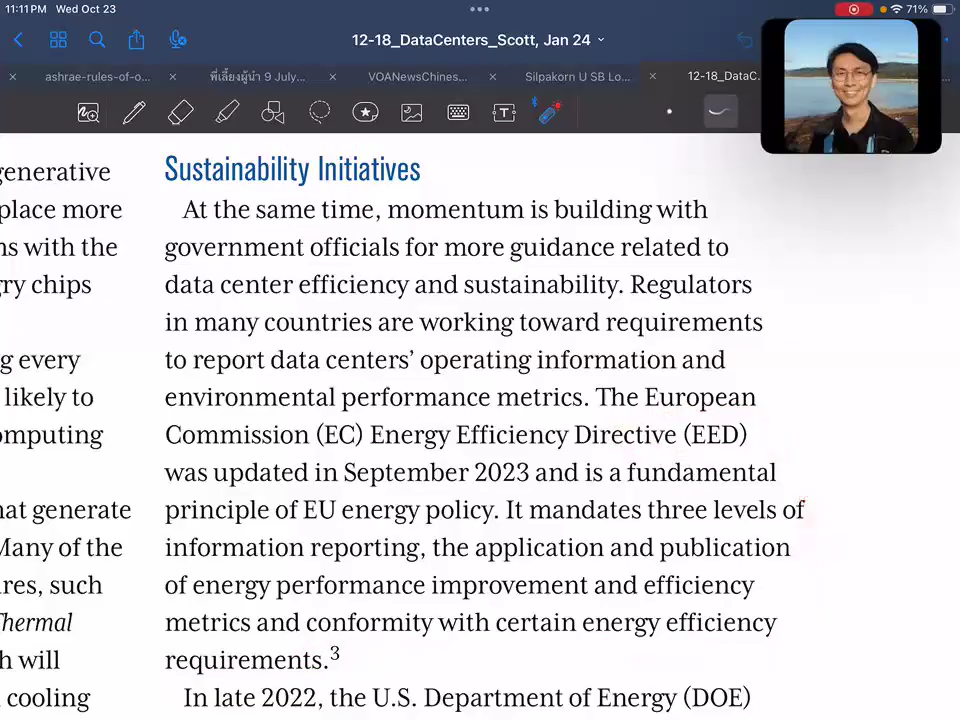 11:11 PM Wed Oct 23
71%
12-18_DataCenters_Scott, Jan 24
ashrae-rules-of-o...
พี่เลี้ยงผู้นำ 9 July...
VOANewsChines...
Silpakorn U SB Lo...
12-18_DataC...
generative
place more
ns with the
gry chips
g every
likely to
omputing
hat generate
Many of the
ires, such
Thermal
h will
cooling
Sustainability Initiatives
At the same time, momentum is building with
government officials for more guidance related to
data center efficiency and sustainability. Regulators
in many countries are working toward requirements
to report data centers’ operating information and
environmental performance metrics. The European
Commission (EC) Energy Efficiency Directive (EED)
was updated in September 2023 and is a fundamental
principle of EU energy policy. It mandates three levels of
information reporting, the application and publication
of energy performance improvement and efficiency
metrics and conformity with certain energy efficiency
requirements.3
In late 2022, the U.S. Department of Energy (DOE)